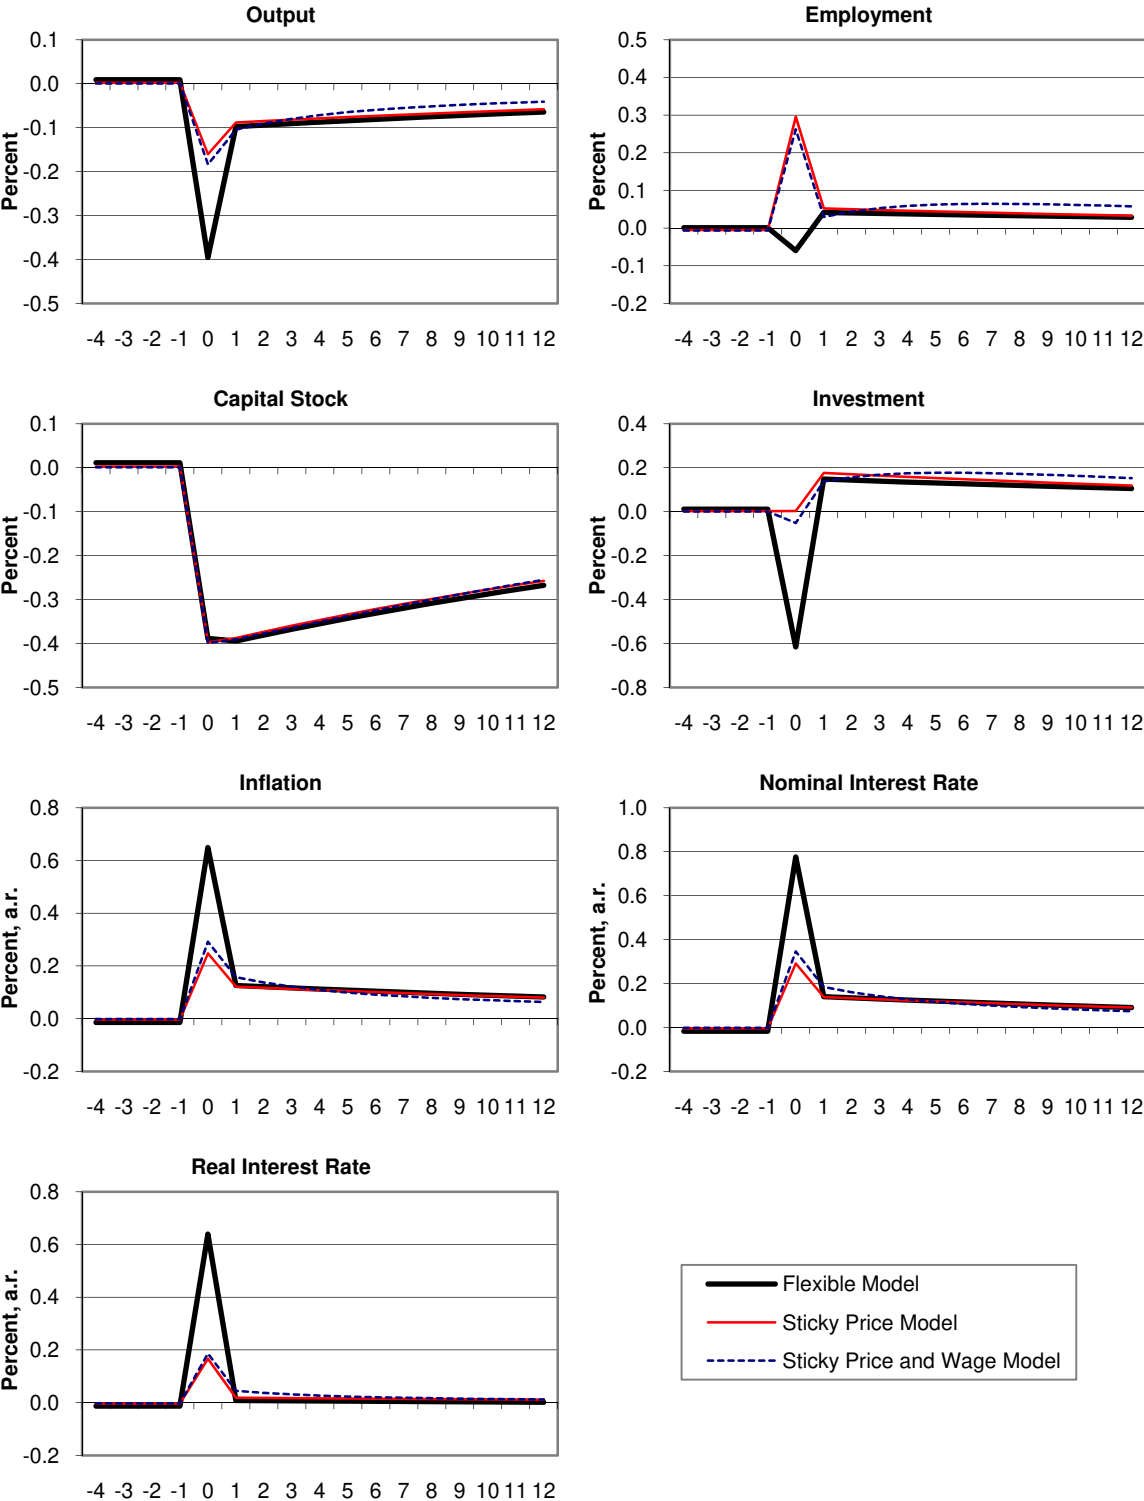 Output
0.1
0.0
-0.1
-0.2
-0.3
-0.4
-0.5
Percent
-4 -3 -2 -1 0 1 2 3 4 5 6 7 8 9 10 11 12
Employment
0.5
0.4
0.3
0.2
0.1
0.0
-0.1
-0.2
Percent
-4 -3 -2 -1 0 1 2 3 4 5 6 7 8 9 10 11 12
Capital Stock
0.1
0.0
-0.1
-0.2
-0.3
-0.4
-0.5
Percent
-4 -3 -2 -1 0 1 2 3 4 5 6 7 8 9 10 11 12
Investment
0.4
0.2
0.0
-0.2
-0.4
-0.6
-0.8
Percent
-4 -3 -2 -1 0 1 2 3 4 5 6 7 8 9 10 11 12
Inflation
0.8
0.6
0.4
0.2
0.0
-0.2
Percent, a.r.
-4 -3 -2 -1 0 1 2 3 4 5 6 7 8 9 10 11 12
Nominal Interest Rate
1.0
0.8
0.6
0.4
0.2
0.0
-0.2
Percent, a.r.
-4 -3 -2 -1 0 1 2 3 4 5 6 7 8 9 10 11 12
Real Interest Rate
0.8
0.6
0.4
0.2
0.0
-0.2
Percent, a.r.
-4 -3 -2 -1 0 1 2 3 4 5 6 7 8 9 10 11 12
Flexible Model
Sticky Price Model
Sticky Price and Wage Model